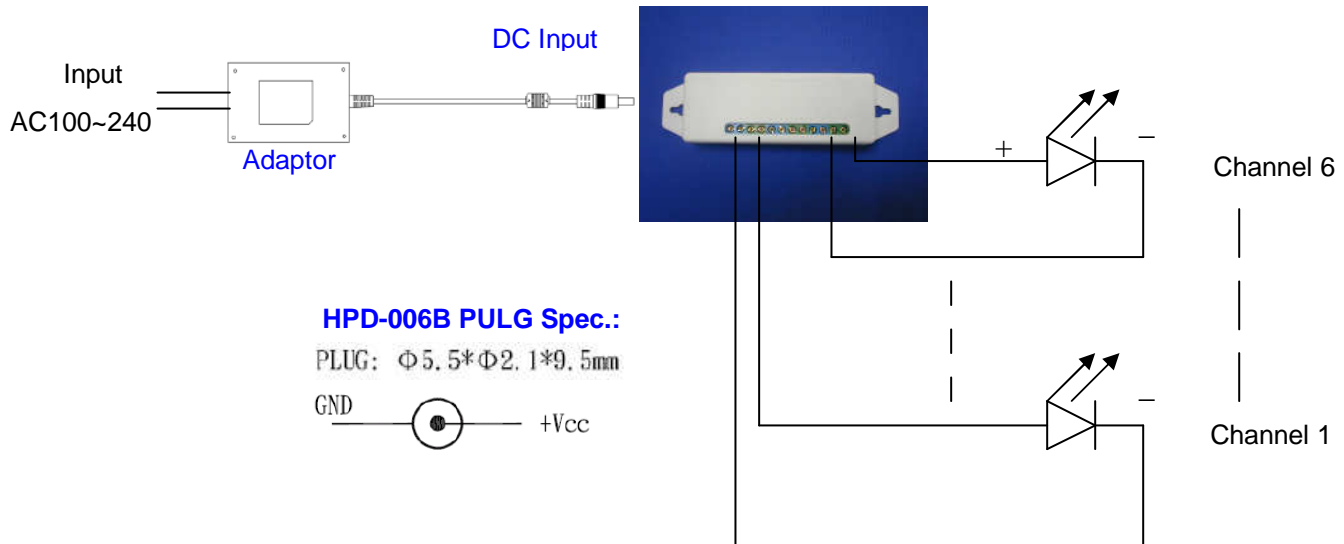 DC Input
Input
AC100~240
Adaptor
+
−
Channel 6
HPD-006B PULG Spec.:
PLUG: Φ5.5*Φ2.1*9.5mm
GND
+Vcc
−
Channel 1